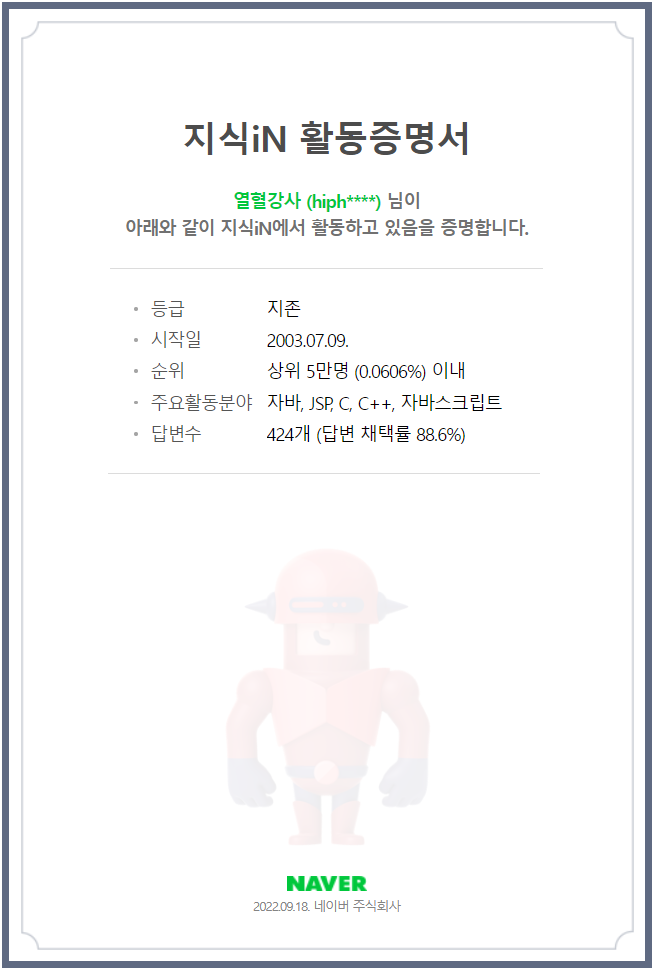 지식iN 활동증명서
열혈강사 (hiph****) 님이
아래와 같이 지식iN에서 활동하고 있음을 증명합니다.
• 등급 지존
• 시작일 2003.07.09.
• 순위 상위 5만명 (0.0606%) 이내
• 주요활동분야 자바, JSP, C, C++, 자바스크립트
• 답변수 424개 (답변 채택률 88.6%)
NAVER
2022.09.18. 네이버 주식회사